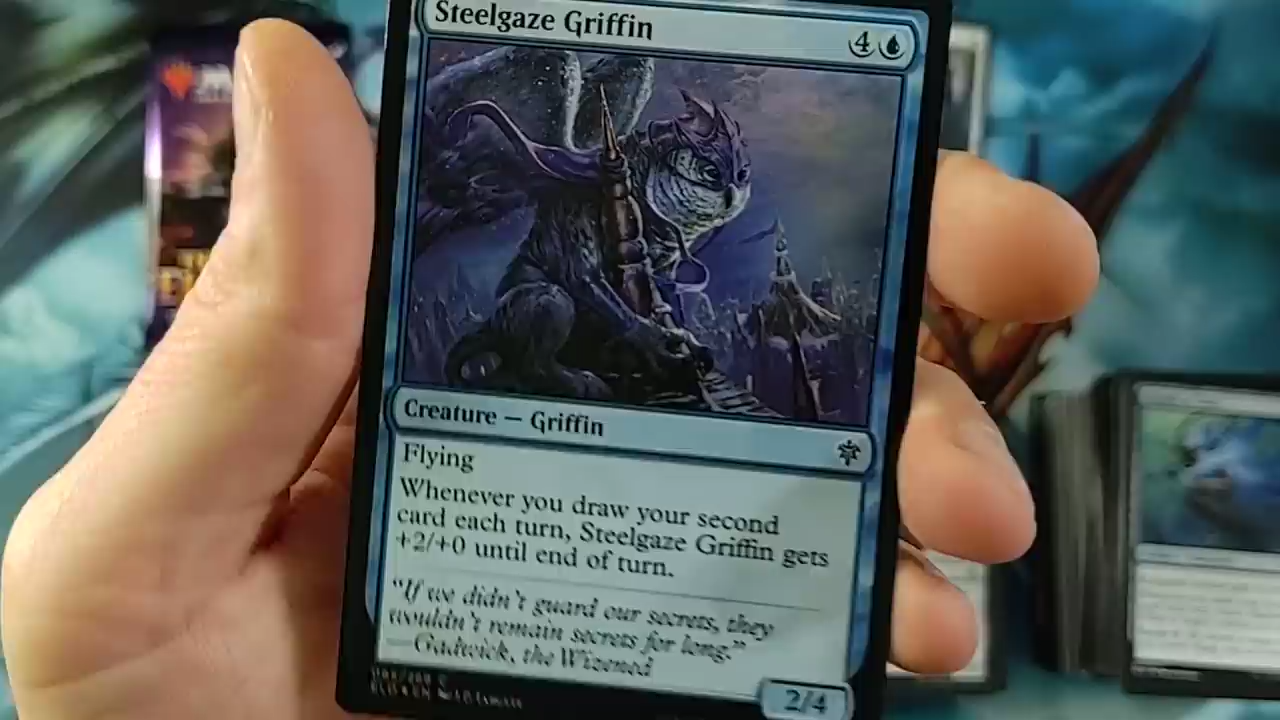 Steelgaze Griffin 4
Creature — Griffin
Flying
Whenever you draw your second
card each turn, Steelgaze Griffin gets
+2/+0 until end of turn.
"If we didn't guard our secrets, they
wouldn't remain secrets for long."
—Gadwick, the Wizened
2/4